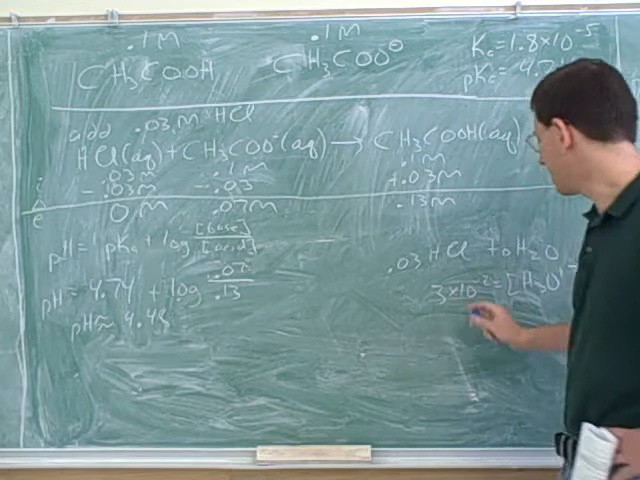 .1M .1M
CH₃COOH CH₃COO⊖
Ka=1.8×10⁻⁵
pKa=4.74
add .03M HCl
HCl(aq)+CH₃COO⁻(aq)→CH₃COOH(aq)
i .03M .1M .1M
Δ -.03M -.03 +.03M
e 0M .07M .13M
pH=pKa+log [base]/[acid]
pH=4.74 +log .07/.13
pH≈4.48
.03 HCl to H₂O
3×10⁻²=[H₃O]